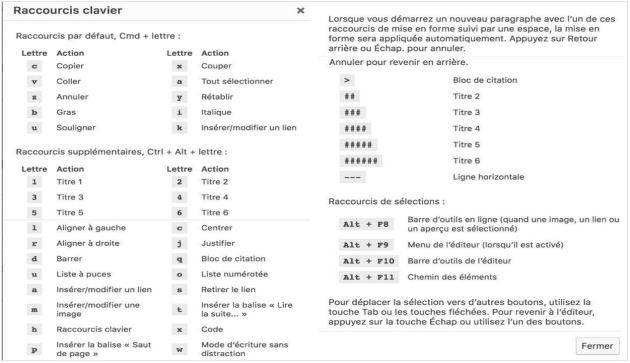 Raccourcis clavier ×
Raccourcis par défaut, Cmd + lettre :
Lettre Action Lettre Action
c Copier x Couper
v Coller a Tout sélectionner
z Annuler y Rétablir
b Gras i Italique
u Souligner k Insérer/modifier un lien
Raccourcis supplémentaires, Ctrl + Alt + lettre :
Lettre Action Lettre Action
1 Titre 1 2 Titre 2
3 Titre 3 4 Titre 4
5 Titre 5 6 Titre 6
l Aligner à gauche c Centrer
r Aligner à droite j Justifier
d Barrer q Bloc de citation
u Liste à puces o Liste numérotée
a Insérer/modifier un lien s Retirer le lien
m Insérer/modifier une
image
t Insérer la balise « Lire
la suite… »
h Raccourcis clavier x Code
p Insérer la balise « Saut
de page »
w Mode d'écriture sans
distraction
Lorsque vous démarrez un nouveau paragraphe avec l'un de ces
raccourcis de mise en forme suivi par une espace, la mise en
forme sera appliquée automatiquement. Appuyez sur Retour
arrière ou Échap. pour annuler.
Annuler pour revenir en arrière.
> Bloc de citation
## Titre 2
### Titre 3
#### Titre 4
##### Titre 5
###### Titre 6
--- Ligne horizontale
Raccourcis de sélections :
Alt + F8 Barre d'outils en ligne (quand une image, un lien ou
un aperçu est sélectionné)
Alt + F9 Menu de l'éditeur (lorsqu'il est activé)
Alt + F10 Barre d'outils de l'éditeur
Alt + F11 Chemin des éléments
Pour déplacer la sélection vers d'autres boutons, utilisez la
touche Tab ou les touches fléchées. Pour revenir à l'éditeur,
appuyez sur la touche Échap ou utilisez l'un des boutons.
Fermer